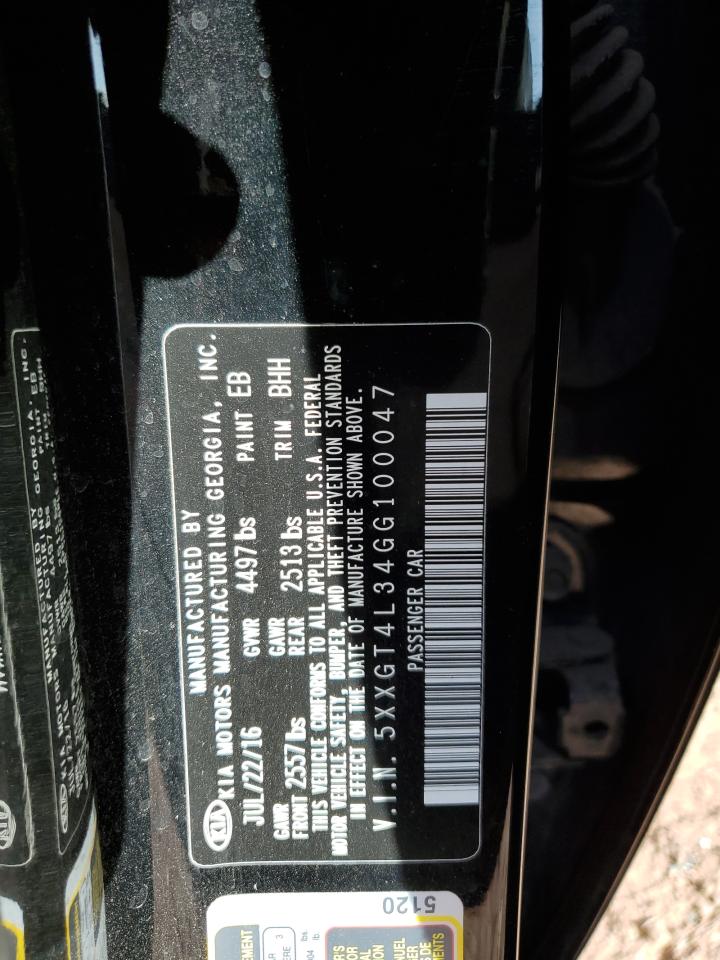 MANUFACTURED BY
KIA KIA MOTORS MANUFACTURING GEORGIA, INC.
JUL/22/16 GVWR 4497 lbs PAINT EB
GAWR FRONT 2557 lbs GAWR REAR 2513 lbs TRIM BHH
THIS VEHICLE CONFORMS TO ALL APPLICABLE U.S.A. FEDERAL
MOTOR VEHICLE SAFETY, BUMPER, AND THEFT PREVENTION STANDARDS
IN EFFECT ON THE DATE OF MANUFACTURE SHOWN ABOVE.
V.I.N. 5XXGT4L34GG100047
PASSENGER CAR
5120